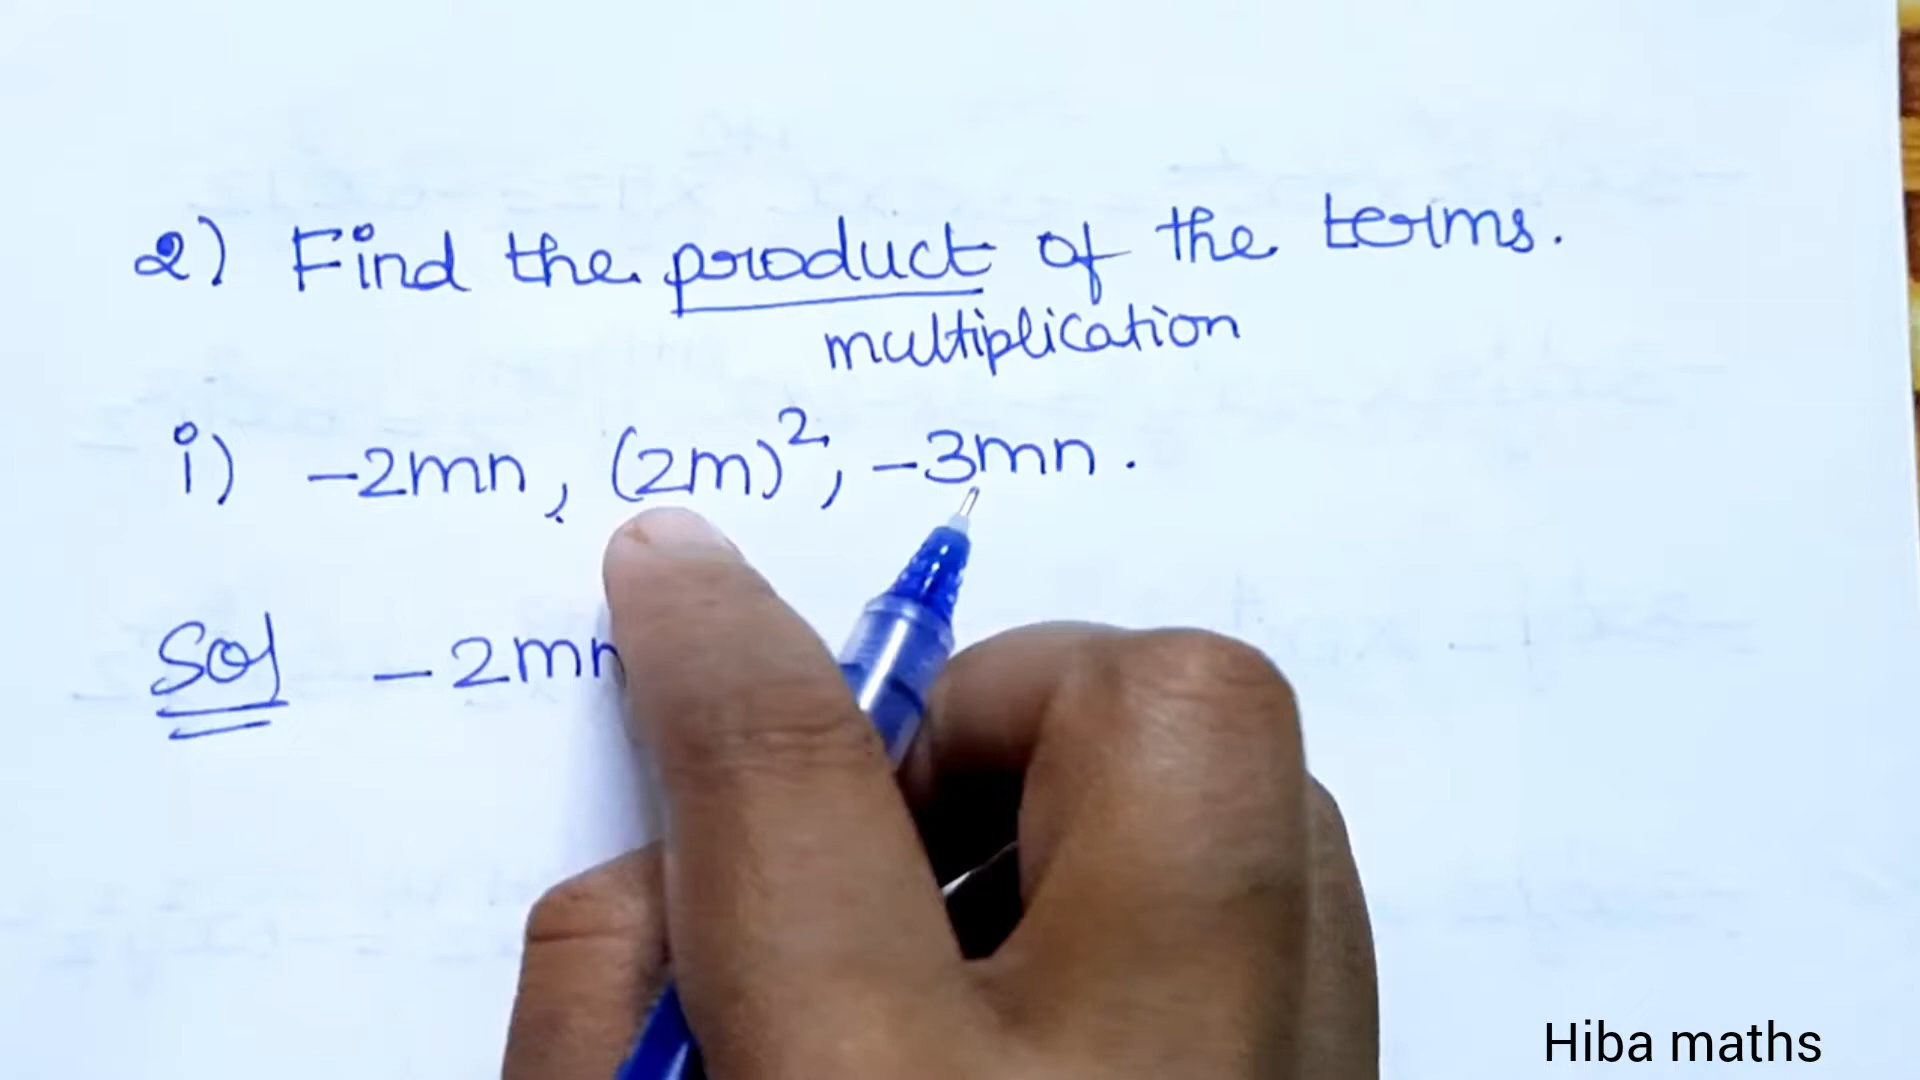 2) Find the product of the terms.
multiplication
i) -2mn, (2m)², -3mn.
Sol -2mn
Hiba maths